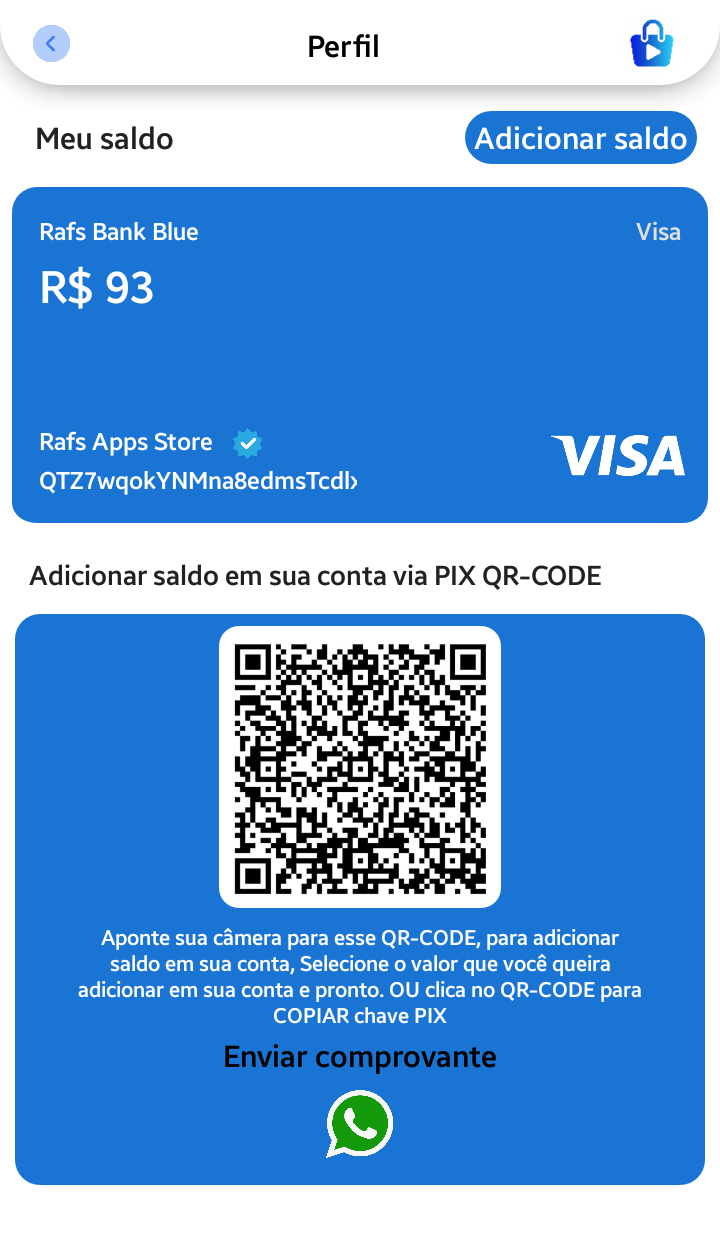 Perfil
Meu saldo
Adicionar saldo
Rafs Bank Blue
Visa
R$ 93
Rafs Apps Store
VISA
QTZ7wqokYNMna8edmsTcdl
Adicionar saldo em sua conta via PIX QR-CODE
Aponte sua câmera para esse QR-CODE, para adicionar
saldo em sua conta, Selecione o valor que você queira
adicionar em sua conta e pronto. OU clica no QR-CODE para
COPIAR chave PIX
Enviar comprovante